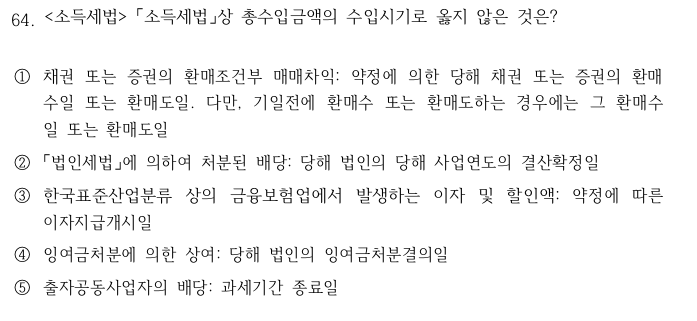 64. <소득세법> 「소득세법」상 총수입금액의 수입시기로 옳지 않은 것은?
① 채권 또는 증권의 환매조건부 매매차익: 약정에 의한 당해 채권 또는 증권의 환매
수일 또는 환매도일. 다만, 기일전에 환매수 또는 환매도하는 경우에는 그 환매수
일 또는 환매도일
② 「법인세법」에 의하여 처분된 배당: 당해 법인의 당해 사업연도의 결산확정일
③ 한국표준산업분류 상의 금융보험업에서 발생하는 이자 및 할인액: 약정에 따른
이자지급개시일
④ 잉여금처분에 의한 상여: 당해 법인의 잉여금처분결의일
⑤ 출자공동사업자의 배당: 과세기간 종료일